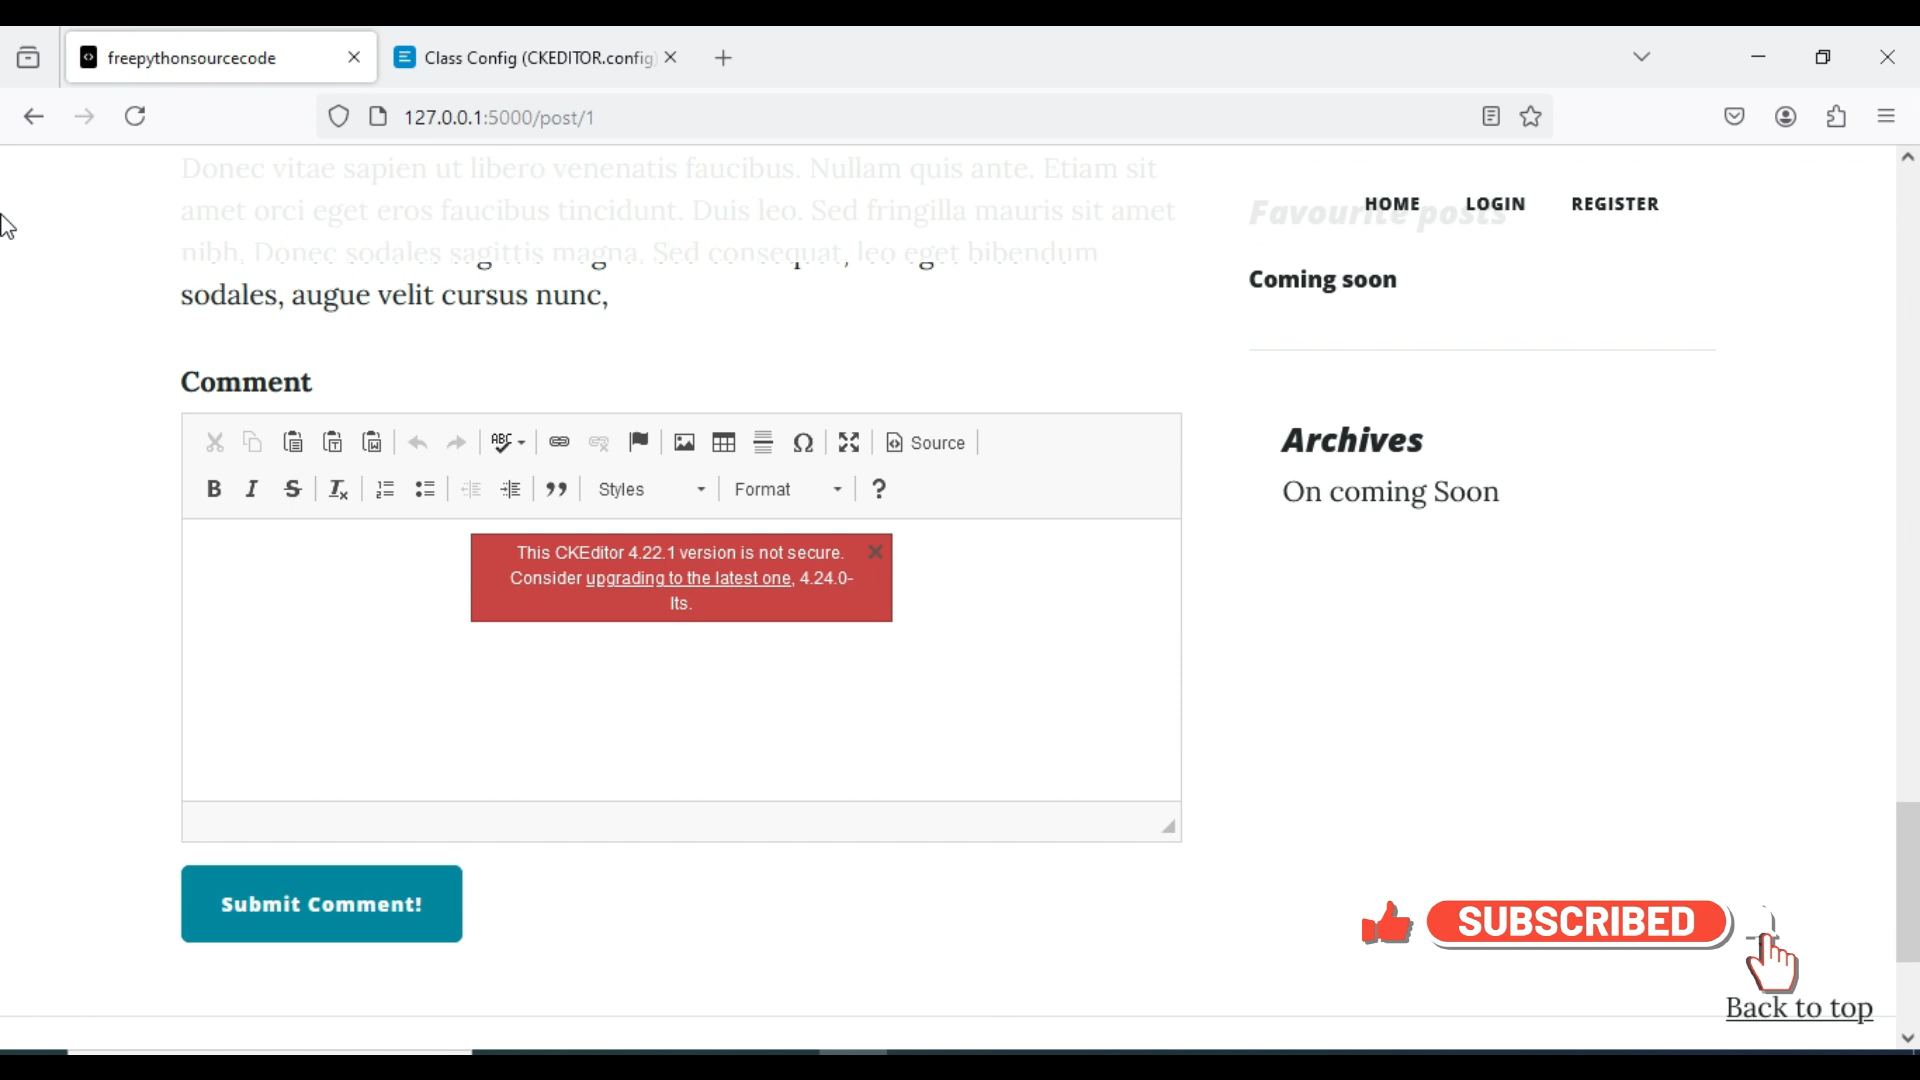 freepythonsourcecode
Class Config (CKEDITOR.config)
127.0.0.1:5000/post/1
HOME LOGIN REGISTER
Donec vitae sapien ut libero venenatis faucibus. Nullam quis ante. Etiam sit
amet orci eget eros faucibus tincidunt. Duis leo. Sed fringilla mauris sit amet
nibh. Donec sodales sagittis magna. Sed consequat, leo eget bibendum
sodales, augue velit cursus nunc,
Favourite posts
Coming soon
Comment
ABC
Source
B I S Ix
Styles
Format
?
This CKEditor 4.22.1 version is not secure.
Consider upgrading to the latest one, 4.24.0-
lts.
Submit Comment!
Archives
On coming Soon
SUBSCRIBED
Back to top